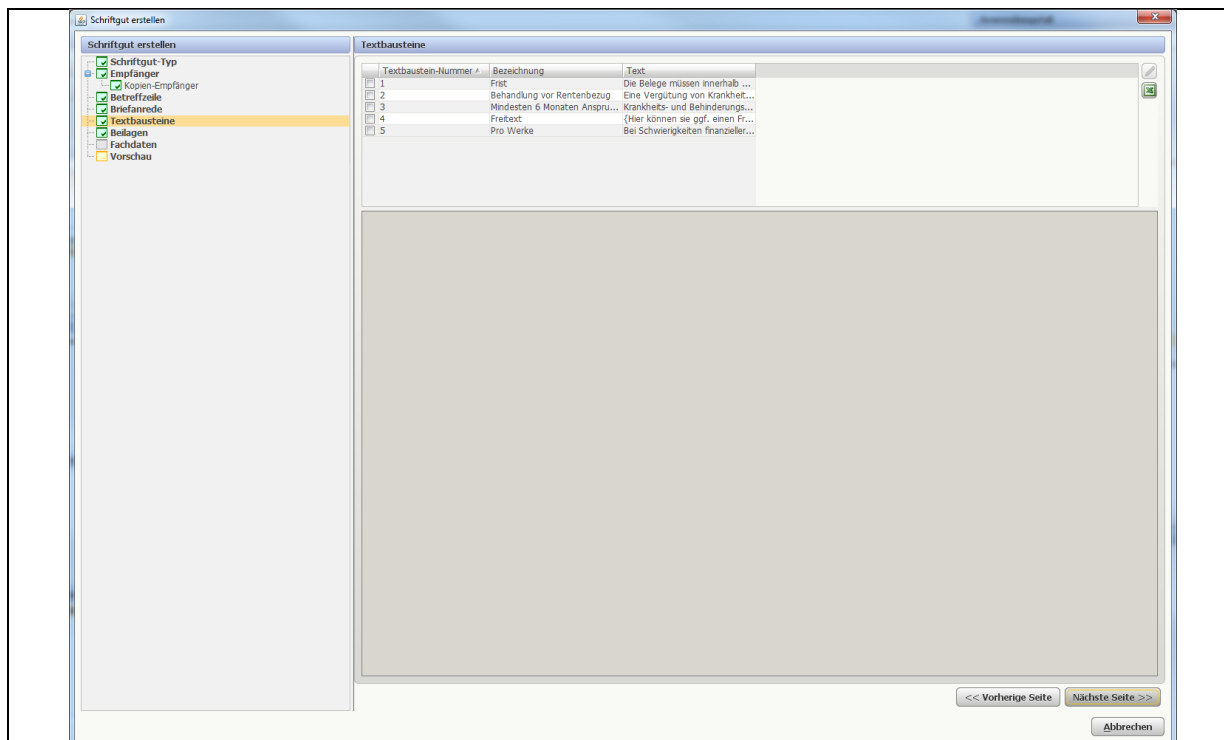 Schriftgut erstellen
Schriftgut erstellen
Schriftgut-Typ
Empfänger
Kopien-Empfänger
Betreffzeile
Briefanrede
Textbausteine
Beilagen
Fachdaten
Vorschau
Textbausteine
Textbaustein-Nummer Bezeichnung Text
1 Frist Die Belege müssen innerhalb ...
2 Behandlung vor Rentenbezug Eine Vergütung von Krankheit...
3 Mindesten 6 Monaten Anspru... Krankheits- und Behinderungs...
4 Freitext {Hier können sie ggf. einen Fr...
5 Pro Werke Bei Schwierigkeiten finanzieller...
<< Vorherige Seite Nächste Seite >>
Abbrechen